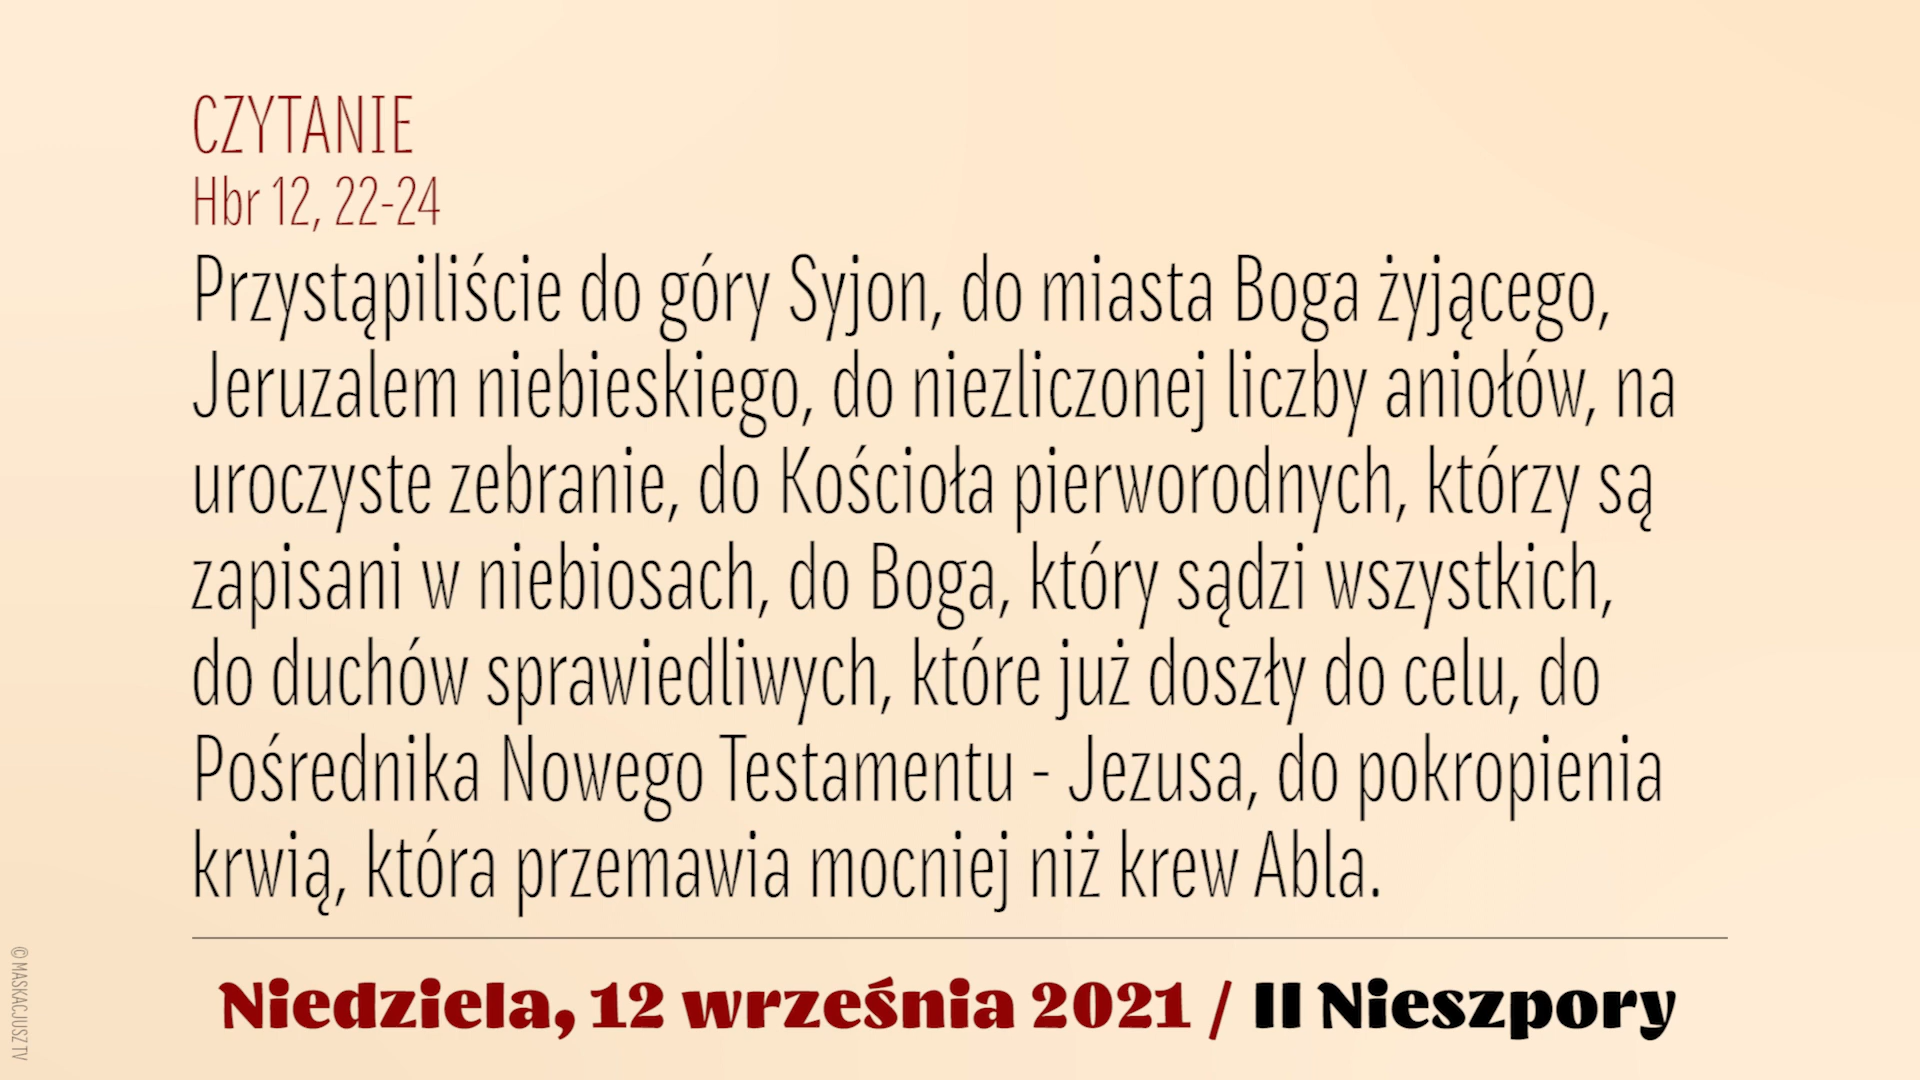 CZYTANIE
Hbr 12, 22-24
Przystąpiliście do góry Syjon, do miasta Boga żyjącego,
Jeruzalem niebieskiego, do niezliczonej liczby aniołów, na
uroczyste zebranie, do Kościoła pierworodnych, którzy są
zapisani w niebiosach, do Boga, który sądzi wszystkich,
do duchów sprawiedliwych, które już doszły do celu, do
Pośrednika Nowego Testamentu - Jezusa, do pokropienia
krwią, która przemawia mocniej niż krew Abla.
Niedziela, 12 września 2021 / II Nieszpory
© MASKACJUSZ TV